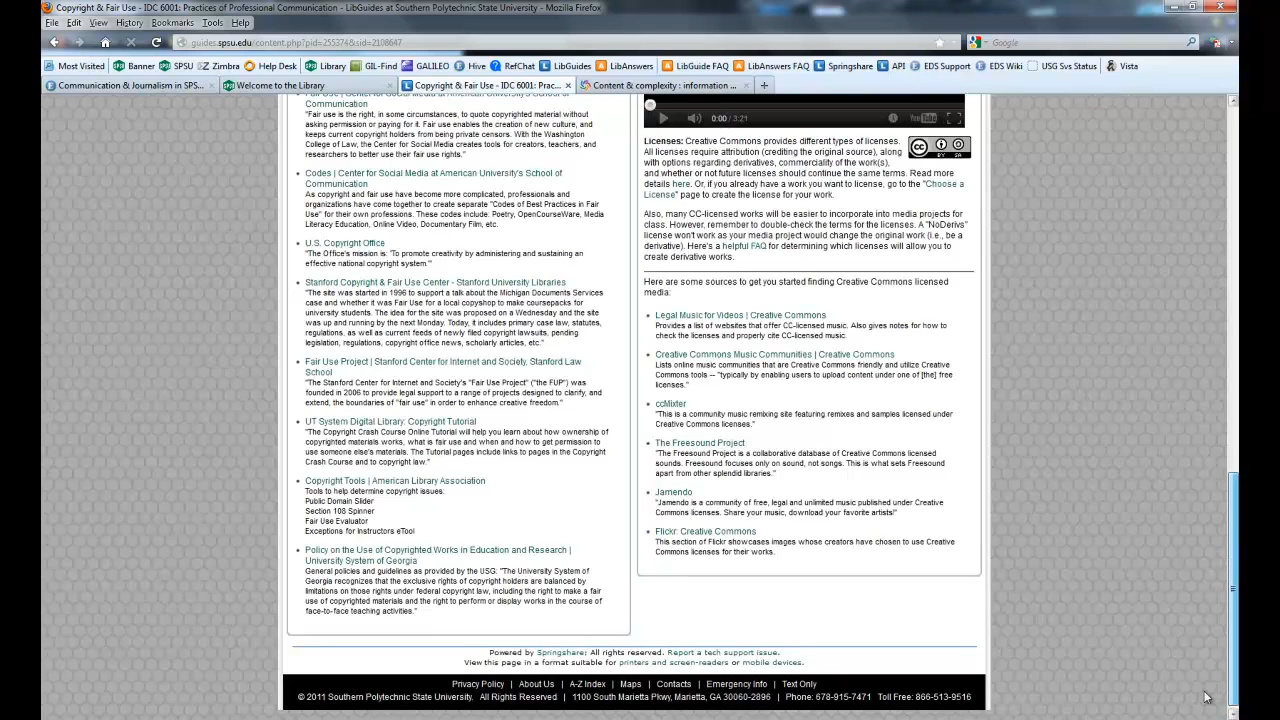 Copyright & Fair Use - IDC 6001: Practices of Professional Communication - LibGuides at Southern Polytechnic State University - Mozilla Firefox
File Edit View History Bookmarks Tools Help
guides.spsu.edu/content.php?pid=255374&sid=2108647
Google
Most Visited Banner SPSU Zimbra Help Desk Library GIL-Find GALILEO Hive RefChat LibGuides LibAnswers LibGuide FAQ LibAnswers FAQ Springshare API EDS Support EDS Wiki USG Svs Status Vista
Communication & Journalism in SPS... Welcome to the Library Copyright & Fair Use - IDC 6001: Prac... Content & complexity : information ...
Fair Use | Center for Social Media at American University's School of
Communication
"Fair use is the right, in some circumstances, to quote copyrighted material without
asking permission or paying for it. Fair use enables the creation of new culture, and
keeps current copyright holders from being private censors. With the Washington
College of Law, the Center for Social Media creates tools for creators, teachers, and
researchers to better use their fair use rights."
Codes | Center for Social Media at American University's School of
Communication
As copyright and fair use have become more complicated, professionals and
organizations have come together to create separate "Codes of Best Practices in Fair
Use" for their own professions. These codes include: Poetry, OpenCourseWare, Media
Literacy Education, Online Video, Documentary Film, etc.
U.S. Copyright Office
"The Office's mission is: 'To promote creativity by administering and sustaining an
effective national copyright system.'"
Stanford Copyright & Fair Use Center - Stanford University Libraries
"The site was started in 1996 to support a talk about the Michigan Documents Services
case and whether it was Fair Use for a local copyshop to make coursepacks for
university students. The idea for the site was proposed on a Wednesday and the site
was up and running by the next Monday. Today, it includes primary case law, statutes,
regulations, as well as current feeds of newly filed copyright lawsuits, pending
legislation, regulations, copyright office news, scholarly articles, etc."
Fair Use Project | Stanford Center for Internet and Society, Stanford Law
School
"The Stanford Center for Internet and Society's "Fair Use Project" ("the FUP") was
founded in 2006 to provide legal support to a range of projects designed to clarify, and
extend, the boundaries of "fair use" in order to enhance creative freedom."
UT System Digital Library: Copyright Tutorial
"The Copyright Crash Course Online Tutorial will help you learn about how ownership of
copyrighted materials works, what is fair use and when and how to get permission to
use someone else's materials. The Tutorial pages include links to pages in the Copyright
Crash Course and to copyright law."
Copyright Tools | American Library Association
Tools to help determine copyright issues:
Public Domain Slider
Section 108 Spinner
Fair Use Evaluator
Exceptions for Instructors eTool
Policy on the Use of Copyrighted Works in Education and Research |
University System of Georgia
General policies and guidelines as provided by the USG: "The University System of
Georgia recognizes that the exclusive rights of copyright holders are balanced by
limitations on those rights under federal copyright law, including the right to make a fair
use of copyrighted materials and the right to perform or display works in the course of
face-to-face teaching activities."
0:00 / 3:21
YouTube
Licenses: Creative Commons provides different types of licenses.
All licenses require attribution (crediting the original source), along
with options regarding derivatives, commerciality of the work(s),
and whether or not future licenses should continue the same terms. Read more
details here. Or, if you already have a work you want to license, go to the "Choose a
License" page to create the license for your work.
cc BY SA
Also, many CC-licensed works will be easier to incorporate into media projects for
class. However, remember to double-check the terms for the licenses. A "NoDerivs"
license won't work as your media project would change the original work (i.e., be a
derivative). Here's a helpful FAQ for determining which licenses will allow you to
create derivative works.
Here are some sources to get you started finding Creative Commons licensed
media:
Legal Music for Videos | Creative Commons
Provides a list of websites that offer CC-licensed music. Also gives notes for how to
check the licenses and properly cite CC-licensed music.
Creative Commons Music Communities | Creative Commons
Lists online music communities that are Creative Commons friendly and utilize Creative
Commons tools -- "typically by enabling users to upload content under one of [the] free
licenses."
ccMixter
"This is a community music remixing site featuring remixes and samples licensed under
Creative Commons licenses."
The Freesound Project
"The Freesound Project is a collaborative database of Creative Commons licensed
sounds. Freesound focuses only on sound, not songs. This is what sets Freesound
apart from other splendid libraries."
Jamendo
"Jamendo is a community of free, legal and unlimited music published under Creative
Commons licenses. Share your music, download your favorite artists!"
Flickr: Creative Commons
This section of Flickr showcases images whose creators have chosen to use Creative
Commons licenses for their works.
Powered by Springshare; All rights reserved. Report a tech support issue.
View this page in a format suitable for printers and screen-readers or mobile devices.
Privacy Policy | About Us | A-Z Index | Maps | Contacts | Emergency Info | Text Only
© 2011 Southern Polytechnic State University. All Rights Reserved | 1100 South Marietta Pkwy, Marietta, GA 30060-2896 | Phone: 678-915-7471 Toll Free: 866-513-9516